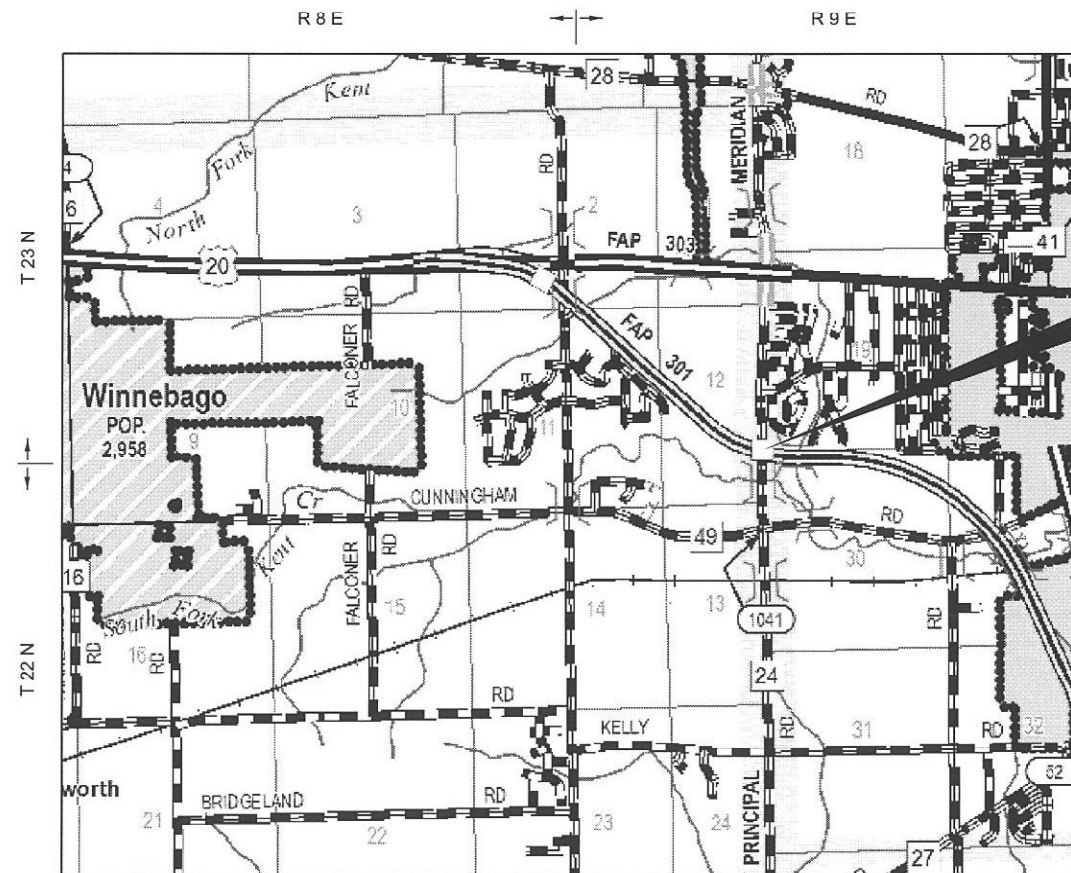 R 8 E
R 9 E
T 23 N
T 22 N
Kent
Fork
North
28
RD
MERIDIAN
RD
18
28
4
6
4
3
2
20
FAP 303
41
RD
FALCONER
FAP 301
12
19
Winnebago
POP.
2,958
9
10
11
Cr
CUNNINGHAM
49
RD
Kent
16
FALCONER
RD
15
14
13
30
1041
South Fork
RD
16
RD
RD
24
RD
KELLY
RD
31
RD
32
52
worth
BRIDGELAND
RD
21
22
23
24
PRINCIPAL
27